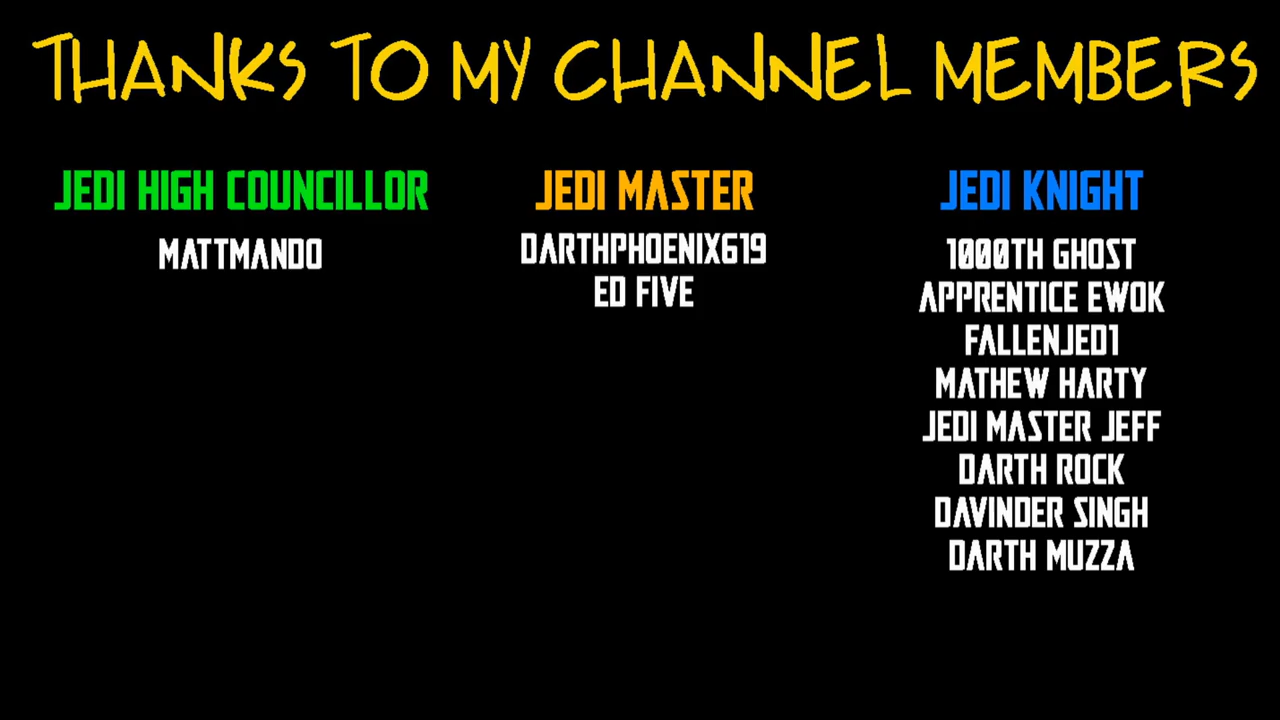 THANKS TO MY CHANNEL MEMBERS
JEDI HIGH COUNCILLOR
MATTMANDO
JEDI MASTER
DARTHPHOENIX619
ED FIVE
JEDI KNIGHT
1000TH GHOST
APPRENTICE EWOK
FALLENJED1
MATHEW HARTY
JEDI MASTER JEFF
DARTH ROCK
DAVINDER SINGH
DARTH MUZZA